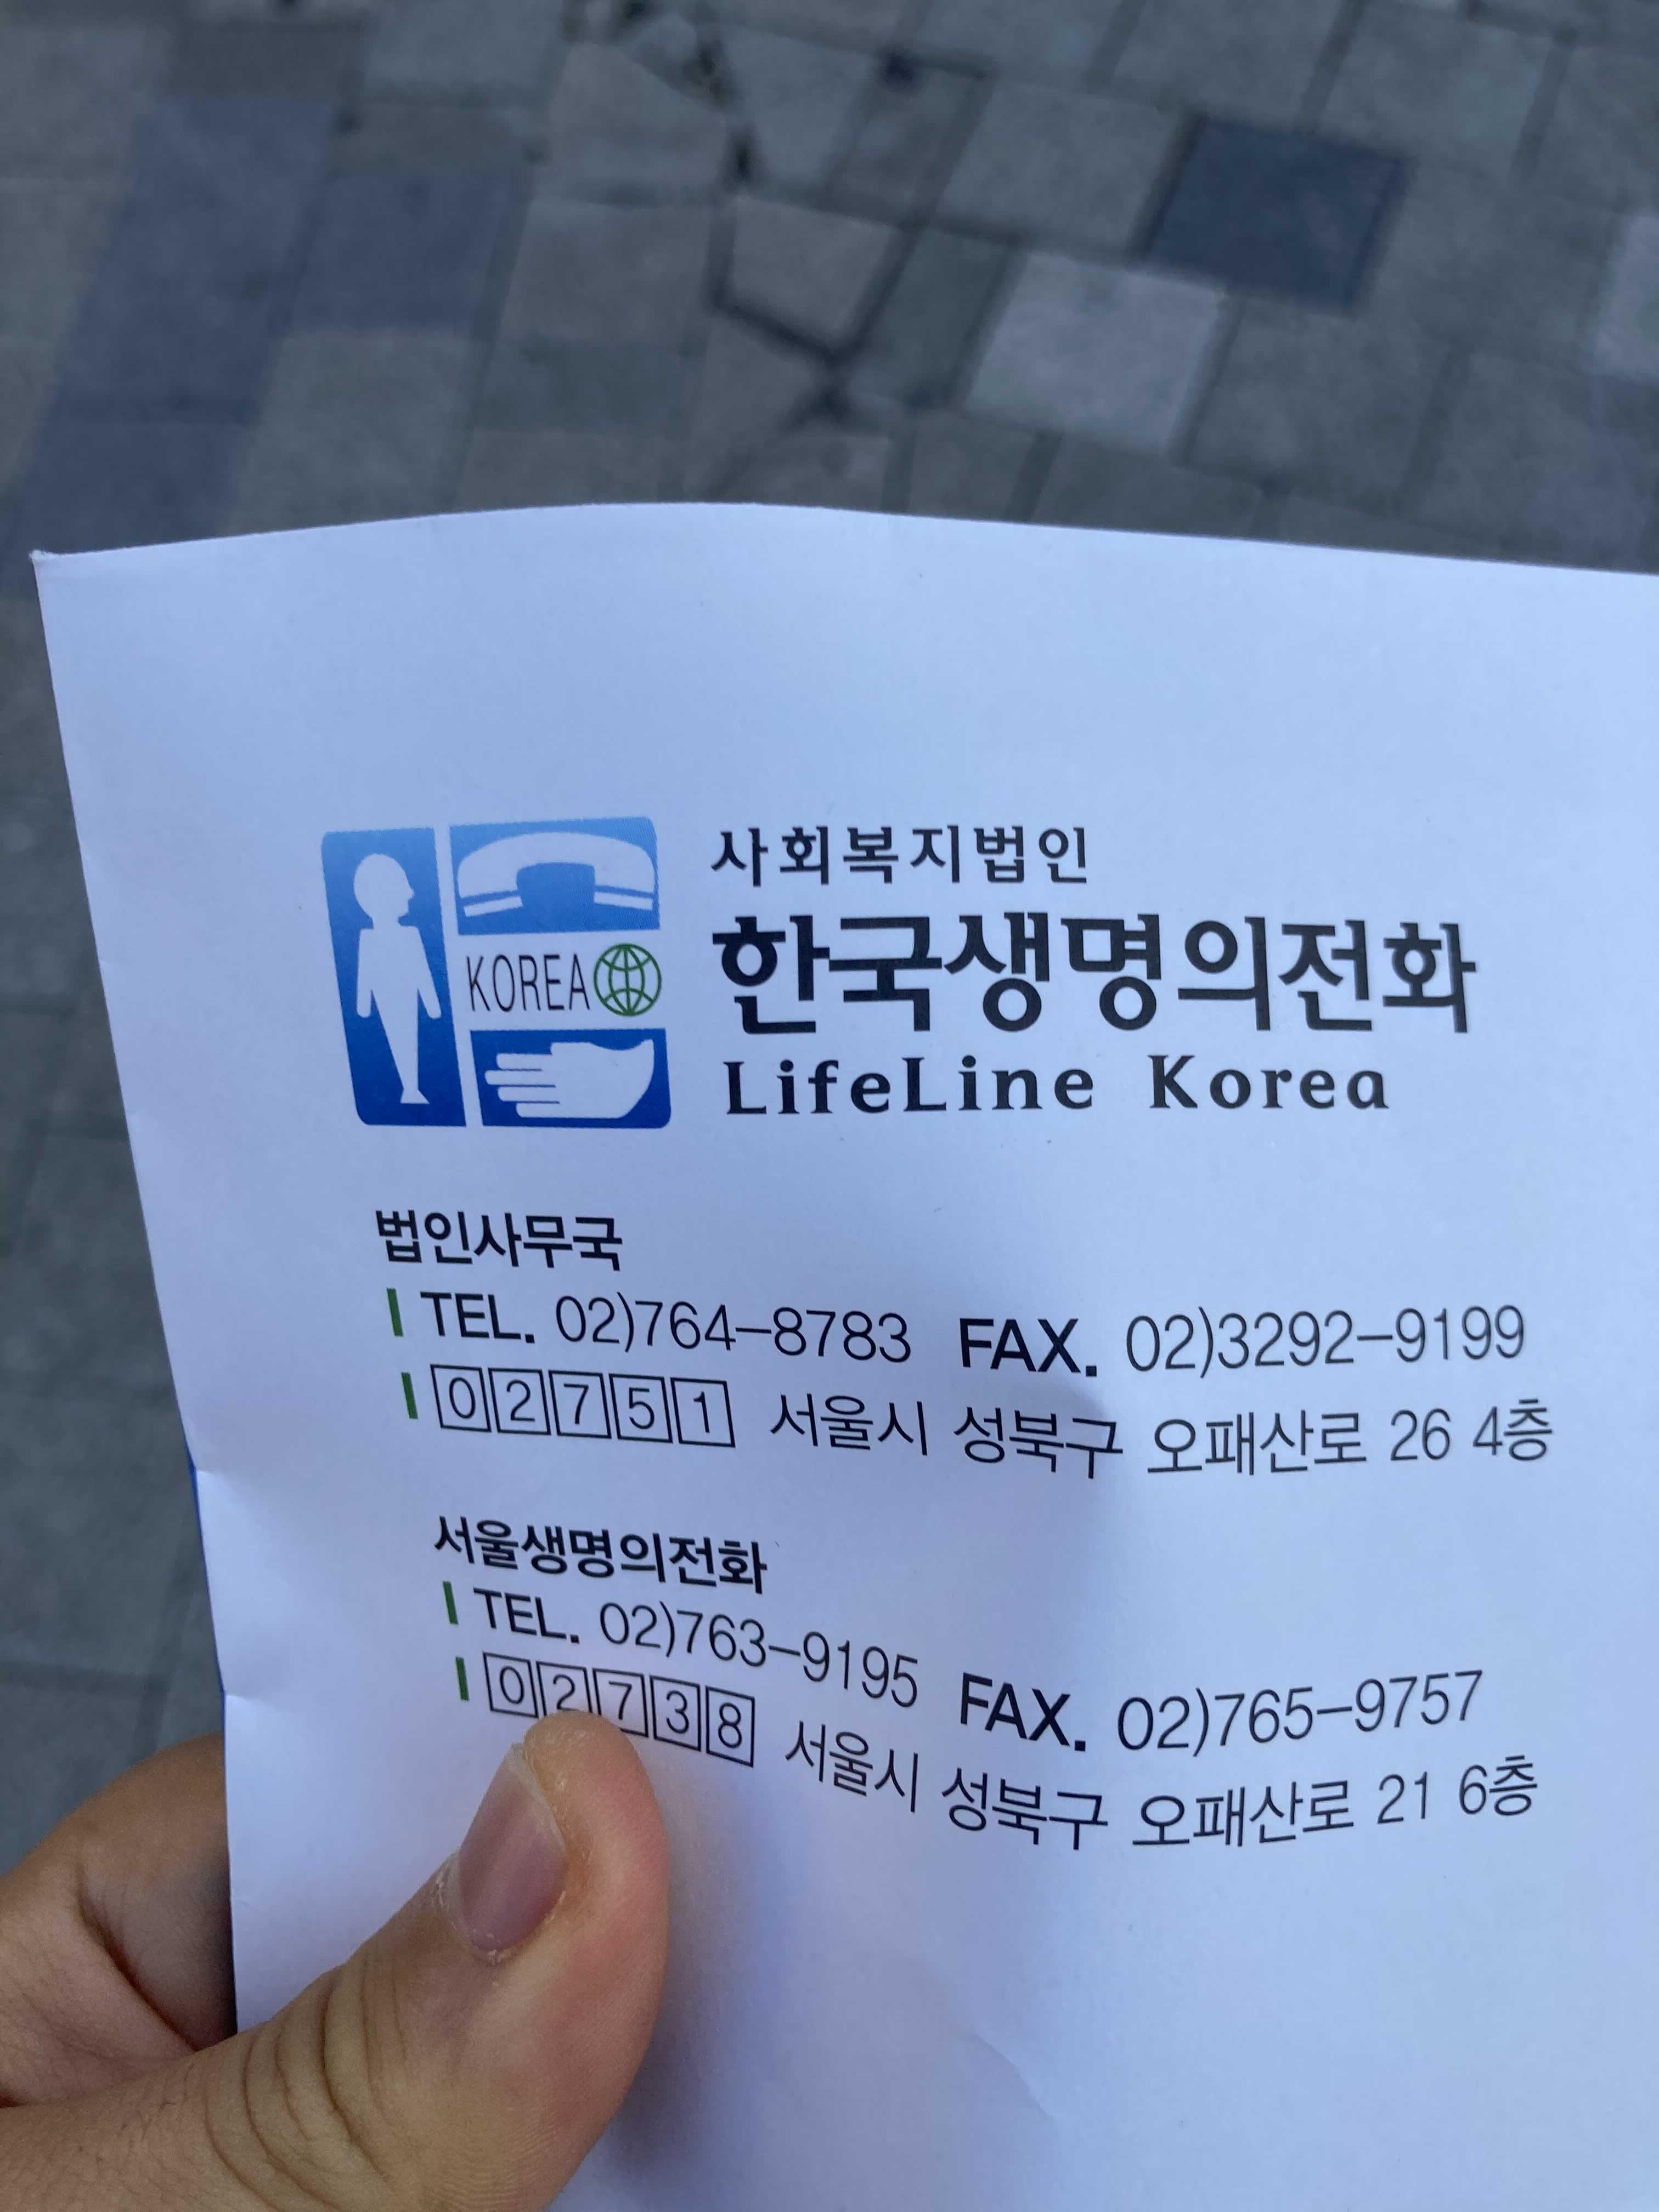 KOREA
사회복지법인
한국생명의전화
LifeLine Korea
법인사무국
TEL. 02)764-8783 FAX. 02)3292-9199
02751 서울시 성북구 오패산로 26 4층
서울생명의전화
TEL. 02)763-9195 FAX. 02)765-9757
02738 서울시 성북구 오패산로 21 6층